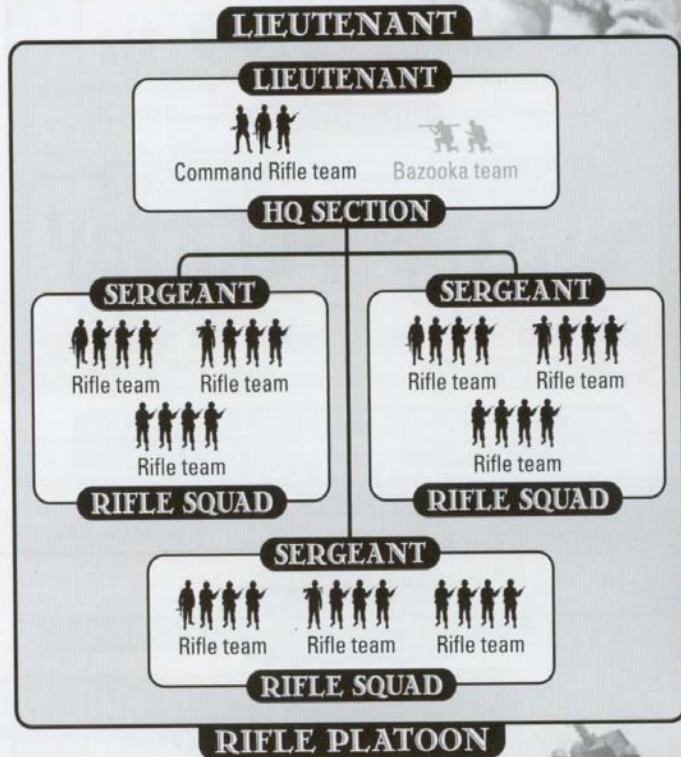 LIEUTENANT
LIEUTENANT
Command Rifle team Bazooka team
HQ SECTION
SERGEANT
Rifle team Rifle team
Rifle team
RIFLE SQUAD
SERGEANT
Rifle team Rifle team
Rifle team
RIFLE SQUAD
SERGEANT
Rifle team Rifle team Rifle team
RIFLE SQUAD
RIFLE PLATOON